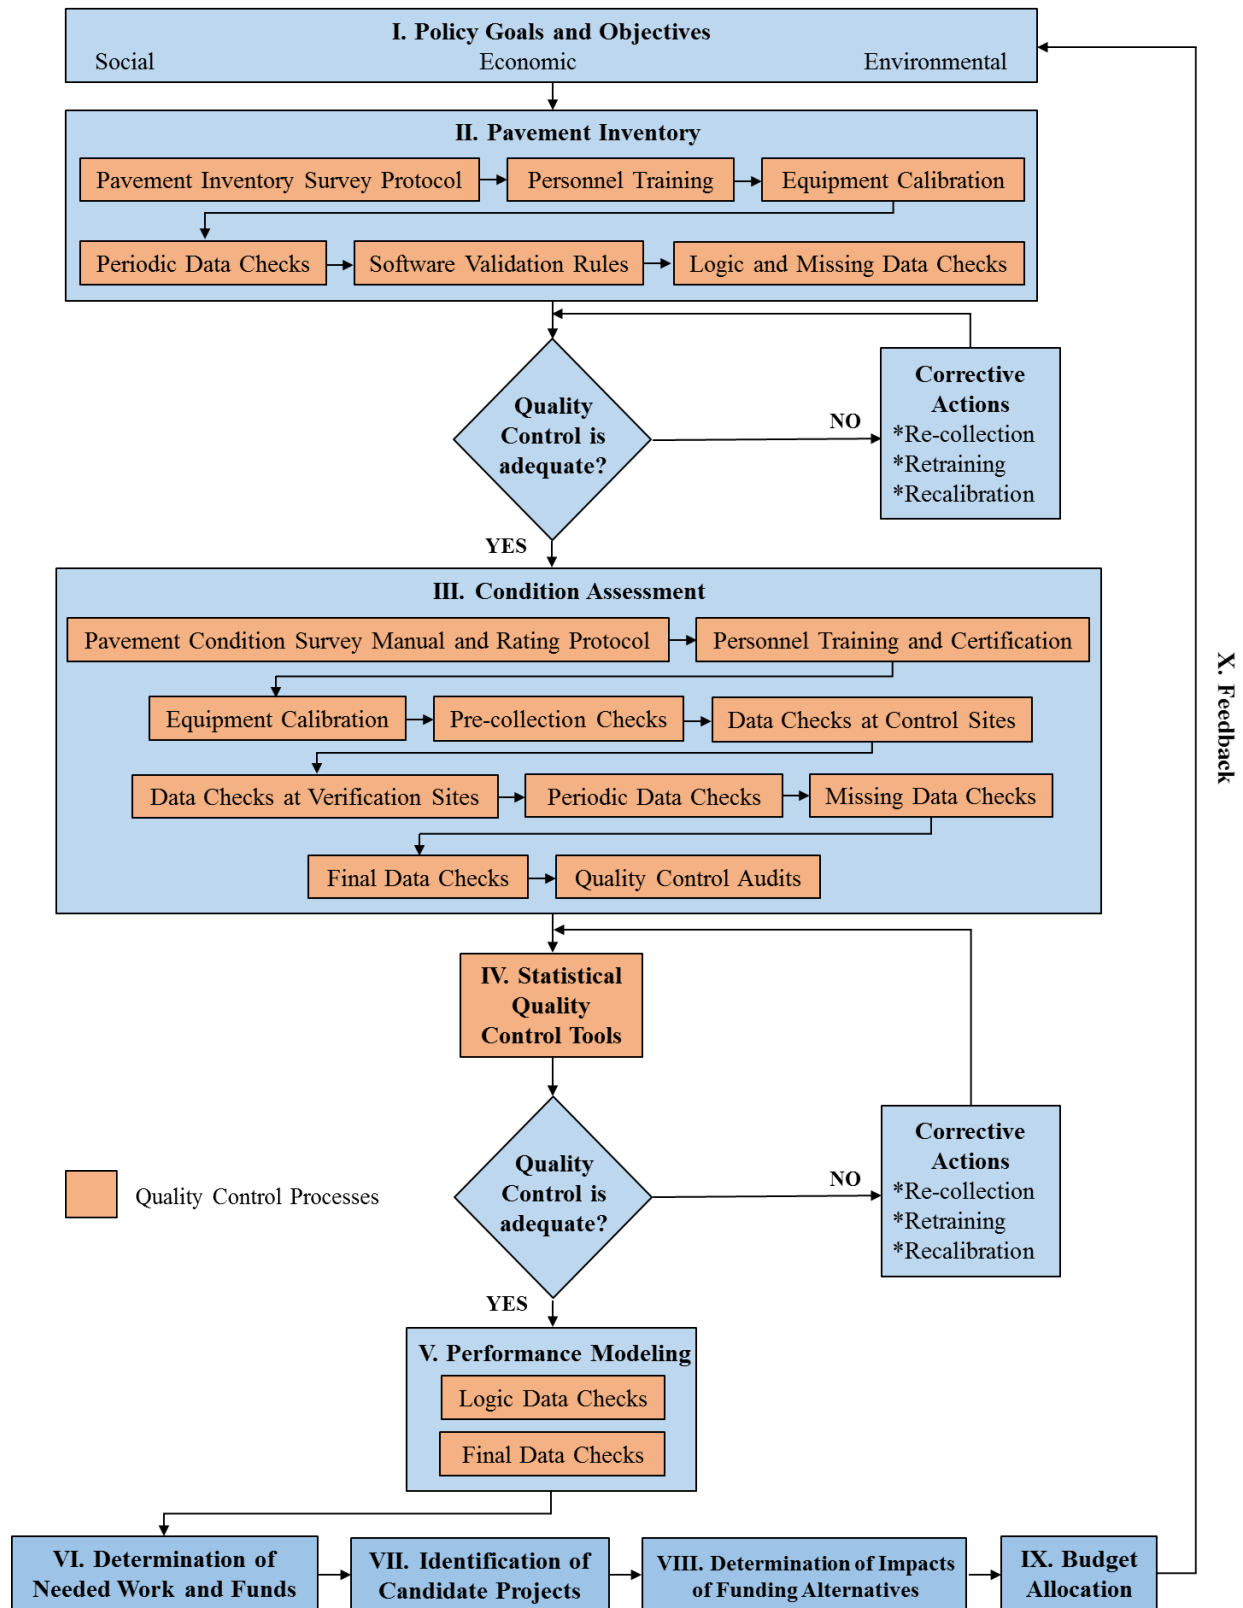 I. Policy Goals and Objectives
Social Economic Environmental
II. Pavement Inventory
Pavement Inventory Survey Protocol
Personnel Training
Equipment Calibration
Periodic Data Checks
Software Validation Rules
Logic and Missing Data Checks
Quality
Control is
adequate?
NO
Corrective
Actions
*Re-collection
*Retraining
*Recalibration
YES
III. Condition Assessment
Pavement Condition Survey Manual and Rating Protocol
Personnel Training and Certification
Equipment Calibration
Pre-collection Checks
Data Checks at Control Sites
Data Checks at Verification Sites
Periodic Data Checks
Missing Data Checks
Final Data Checks
Quality Control Audits
IV. Statistical
Quality
Control Tools
Quality
Control is
adequate?
NO
Corrective
Actions
*Re-collection
*Retraining
*Recalibration
Quality Control Processes
YES
V. Performance Modeling
Logic Data Checks
Final Data Checks
VI. Determination of
Needed Work and Funds
VII. Identification of
Candidate Projects
VIII. Determination of Impacts
of Funding Alternatives
IX. Budget
Allocation
X. Feedback